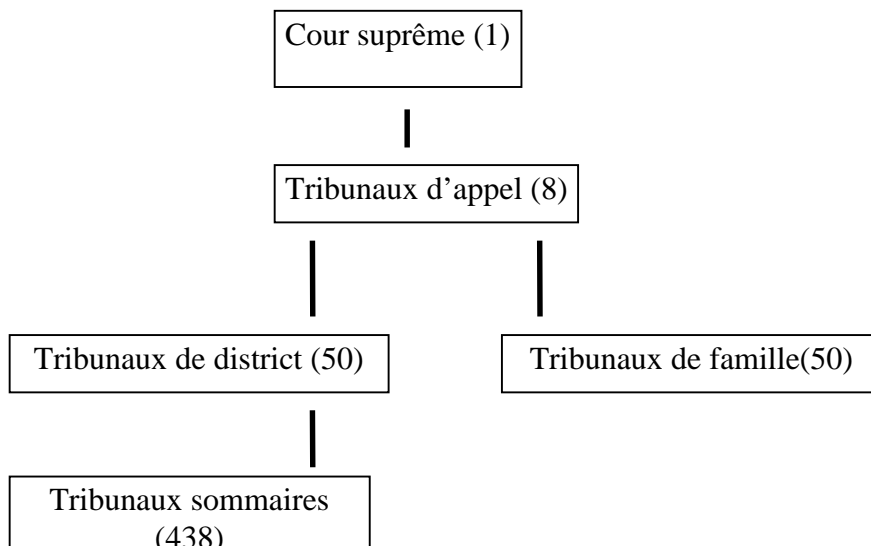 Cour suprême (1)
Tribunaux d’appel (8)
Tribunaux de district (50)
Tribunaux de famille(50)
Tribunaux sommaires
(438)